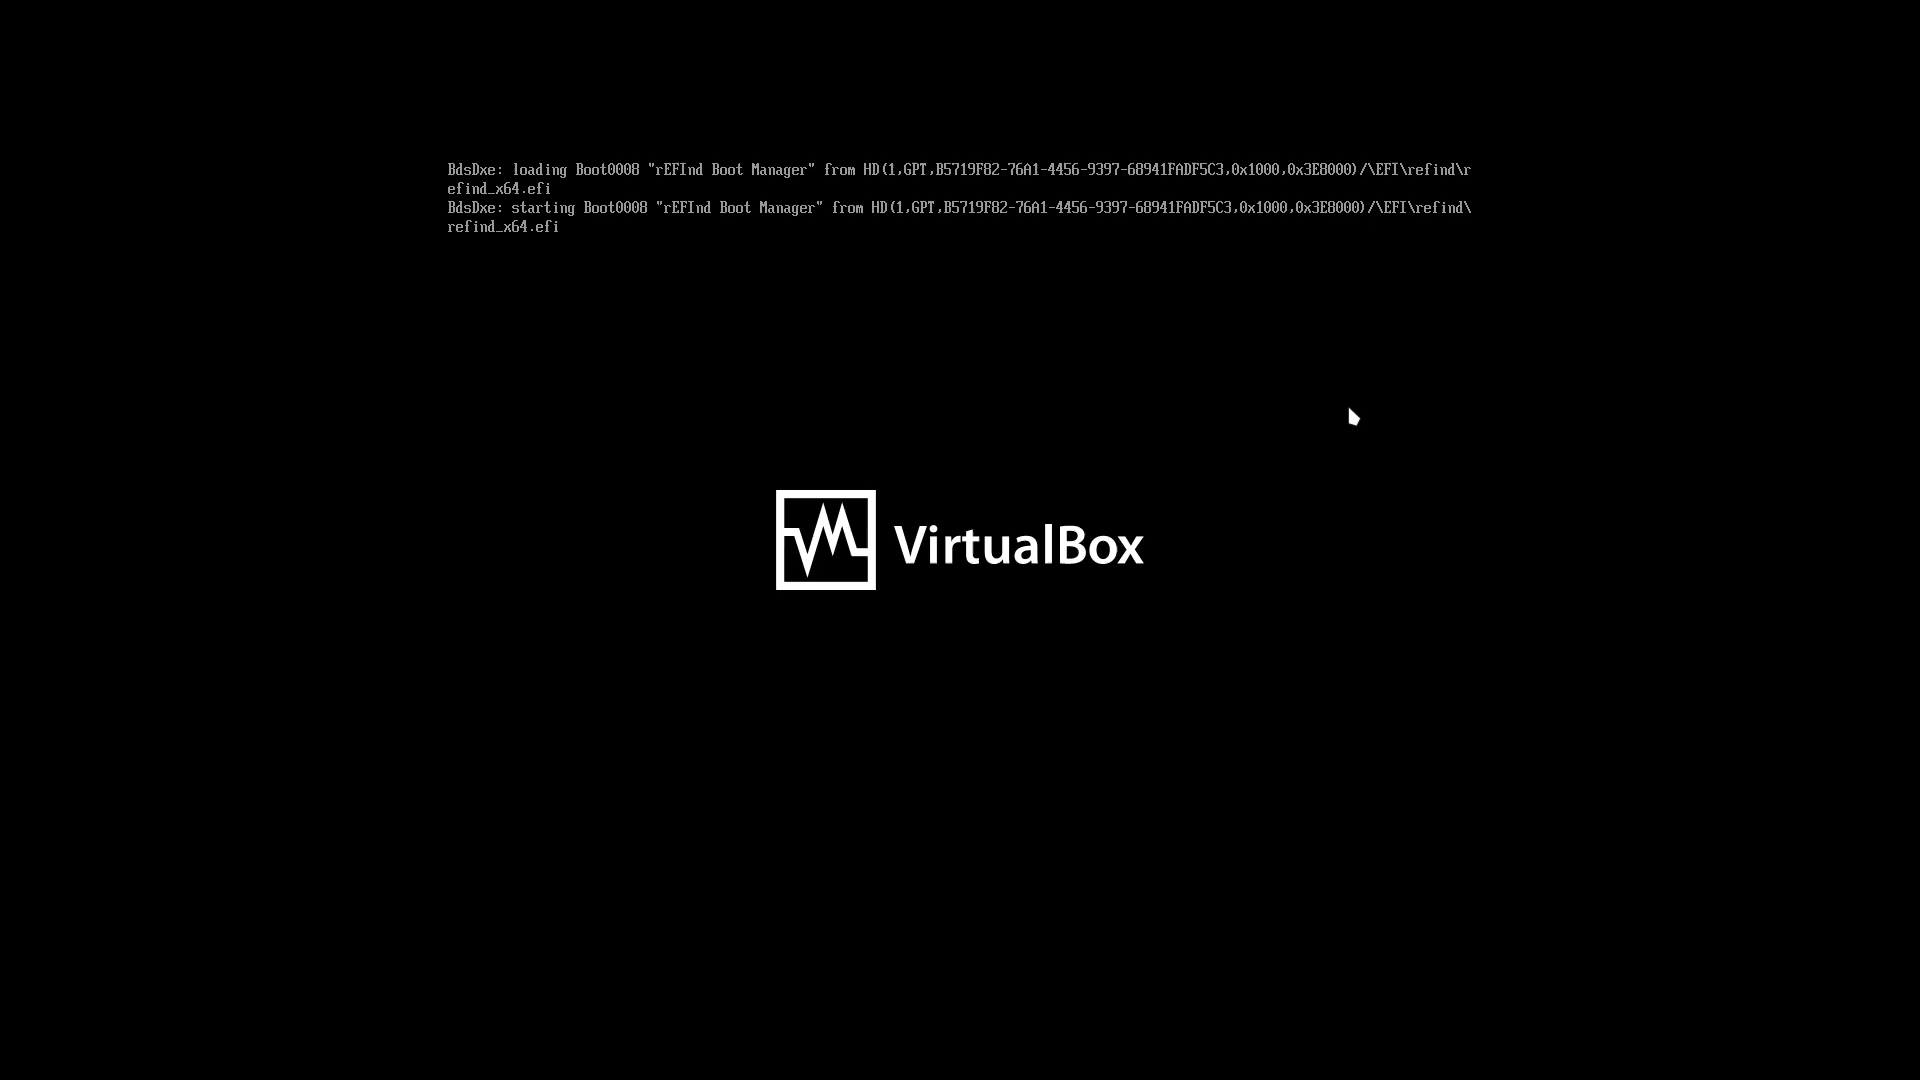 BdsDxe: loading Boot0008 "rEFInd Boot Manager" from HD(1,GPT,B5719F82-76A1-4456-9397-68941FADF5C3,0x1000,0x3E8000)/\EFI\refind\r
efind_x64.efi
BdsDxe: starting Boot0008 "rEFInd Boot Manager" from HD(1,GPT,B5719F82-76A1-4456-9397-68941FADF5C3,0x1000,0x3E8000)/\EFI\refind\
refind_x64.efi
VirtualBox